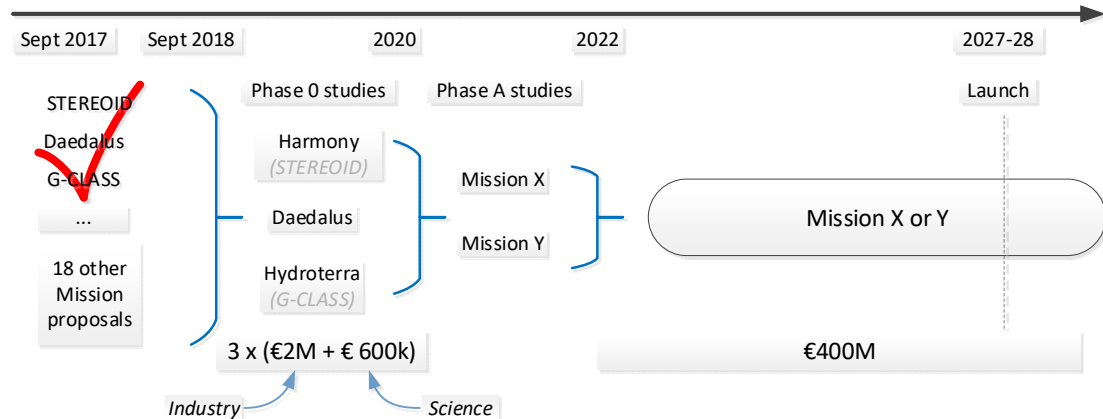 Sept 2017
Sept 2018
2020
2022
2027-28
STEREOID
Daedalus
G-CLASS
...
18 other
Mission
proposals
Phase 0 studies
Harmony
(STEREOID)
Daedalus
Hydroterra
(G-CLASS)
3 x (€2M + € 600k)
Industry
Science
Phase A studies
Mission X
Mission Y
Launch
Mission X or Y
€400M